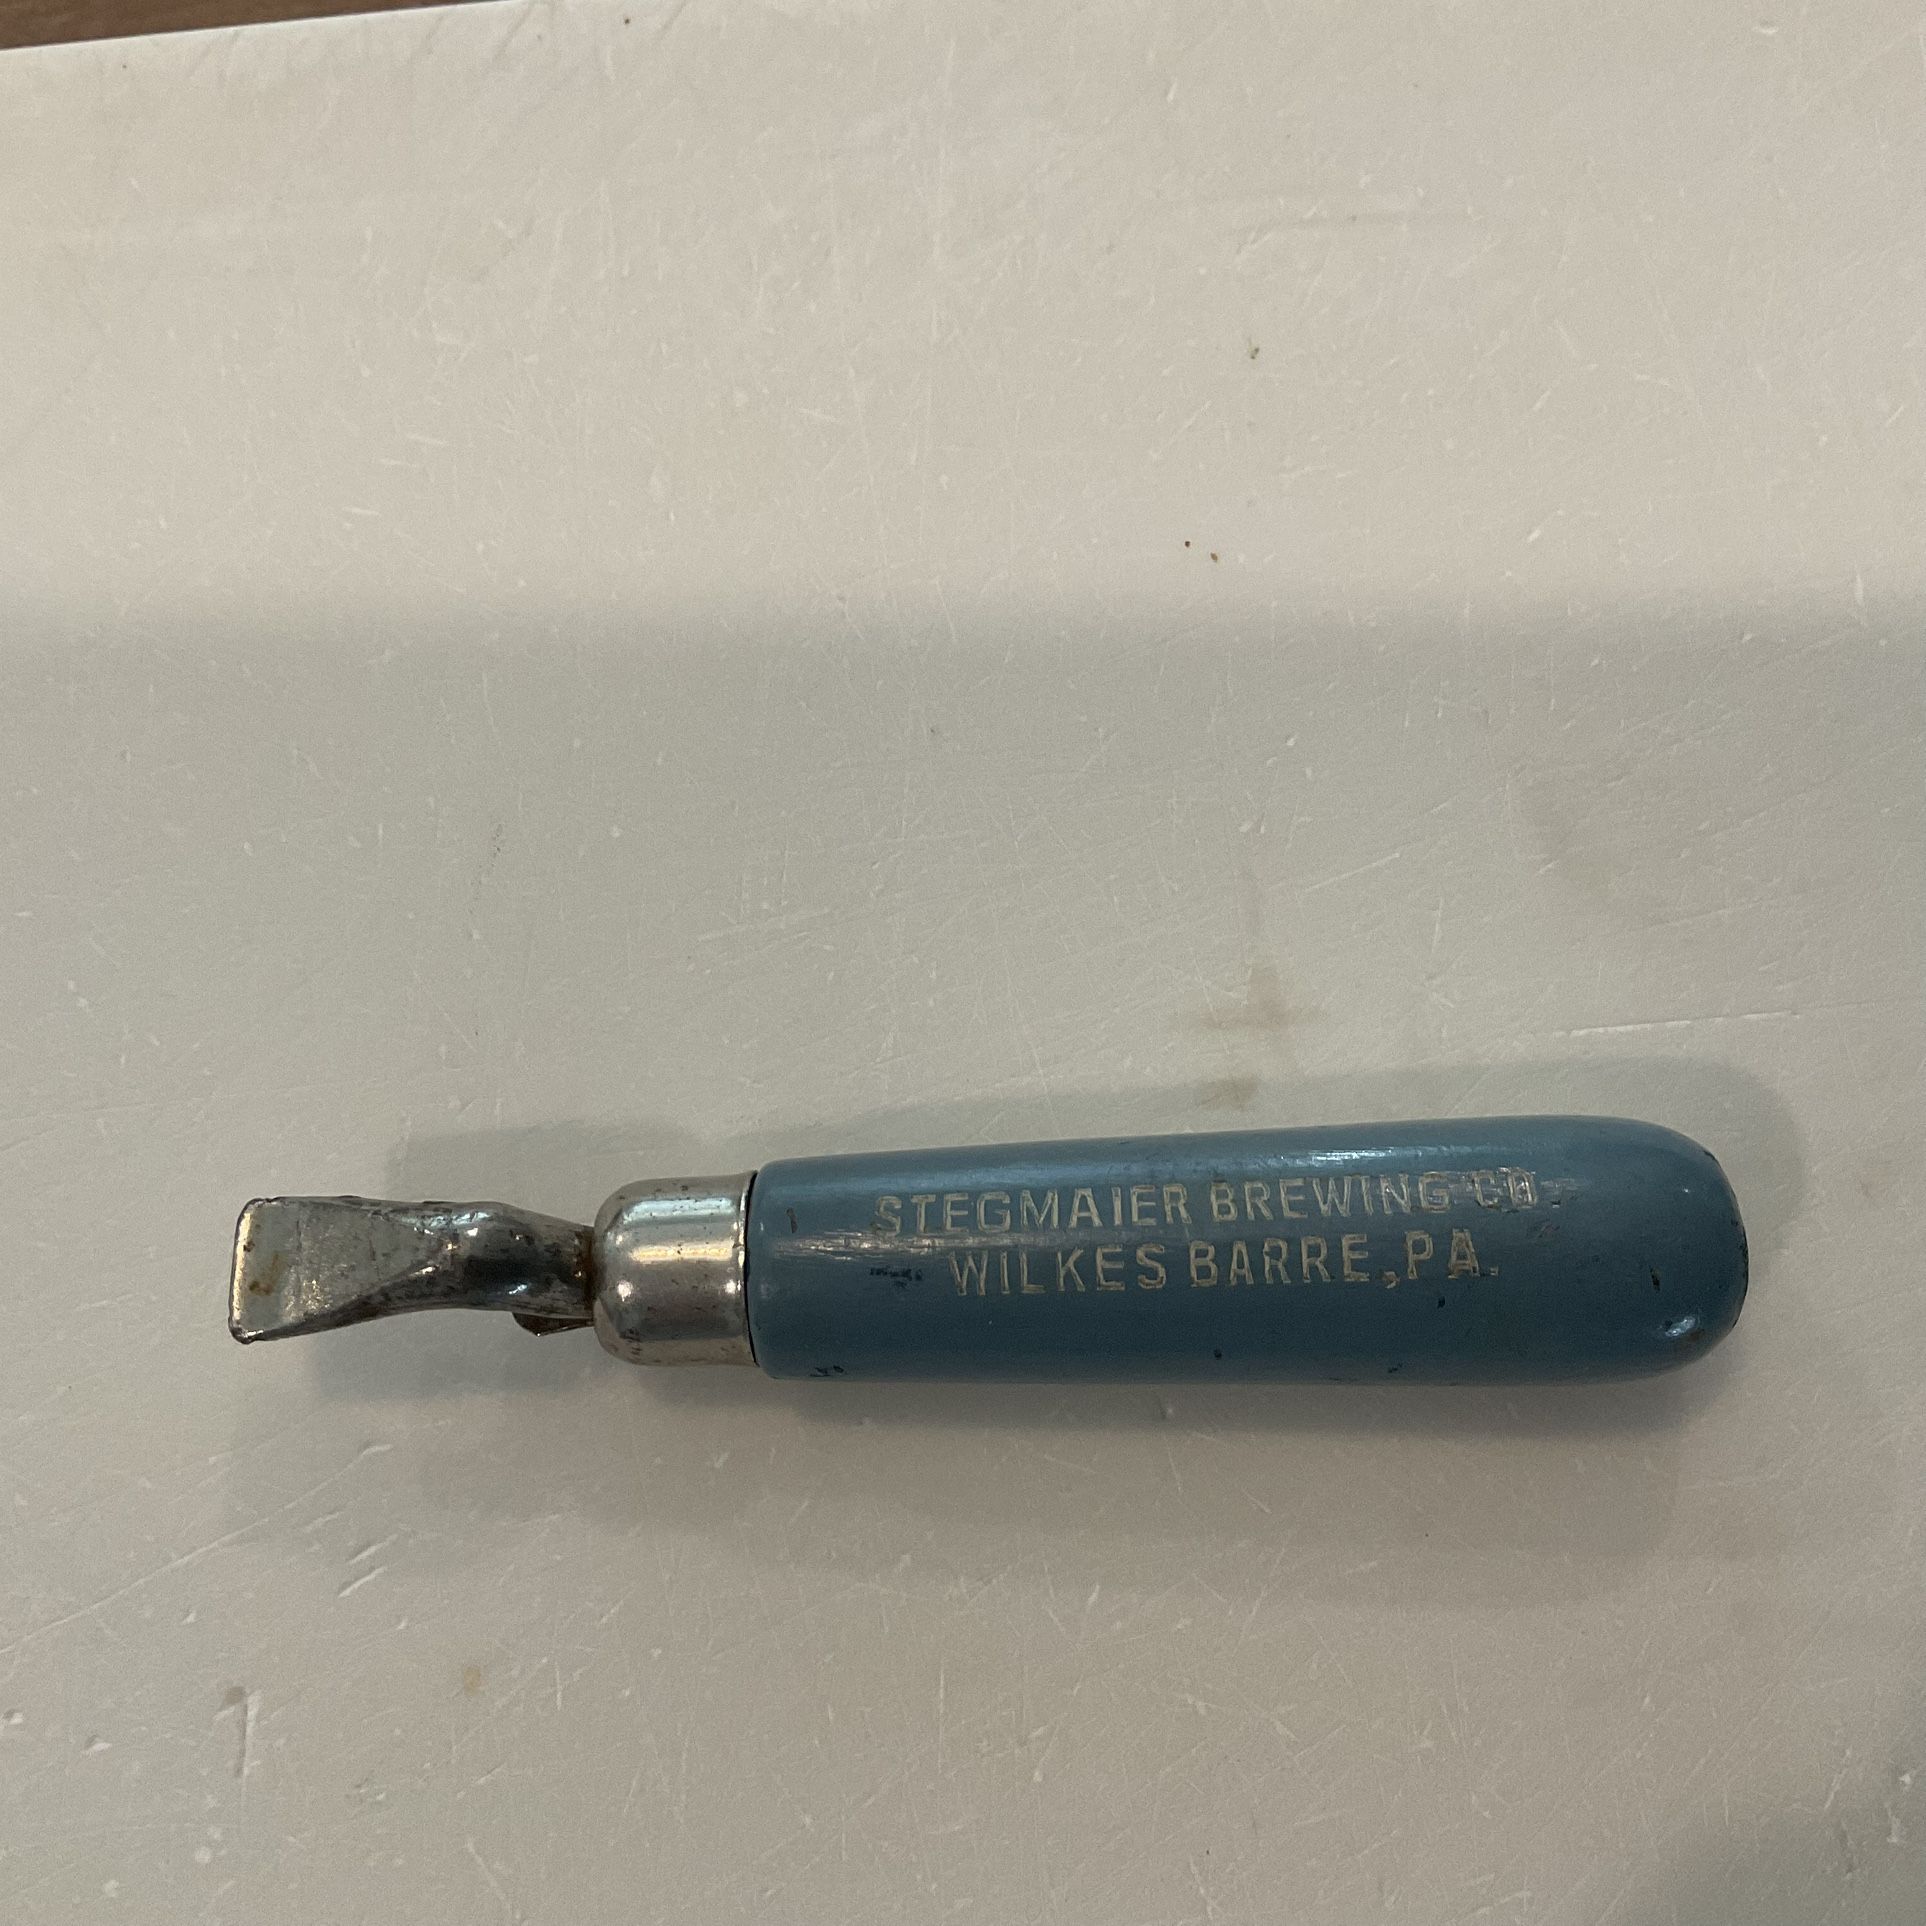 STEGMAIER BREWING CO.
WILKES BARRE, PA.